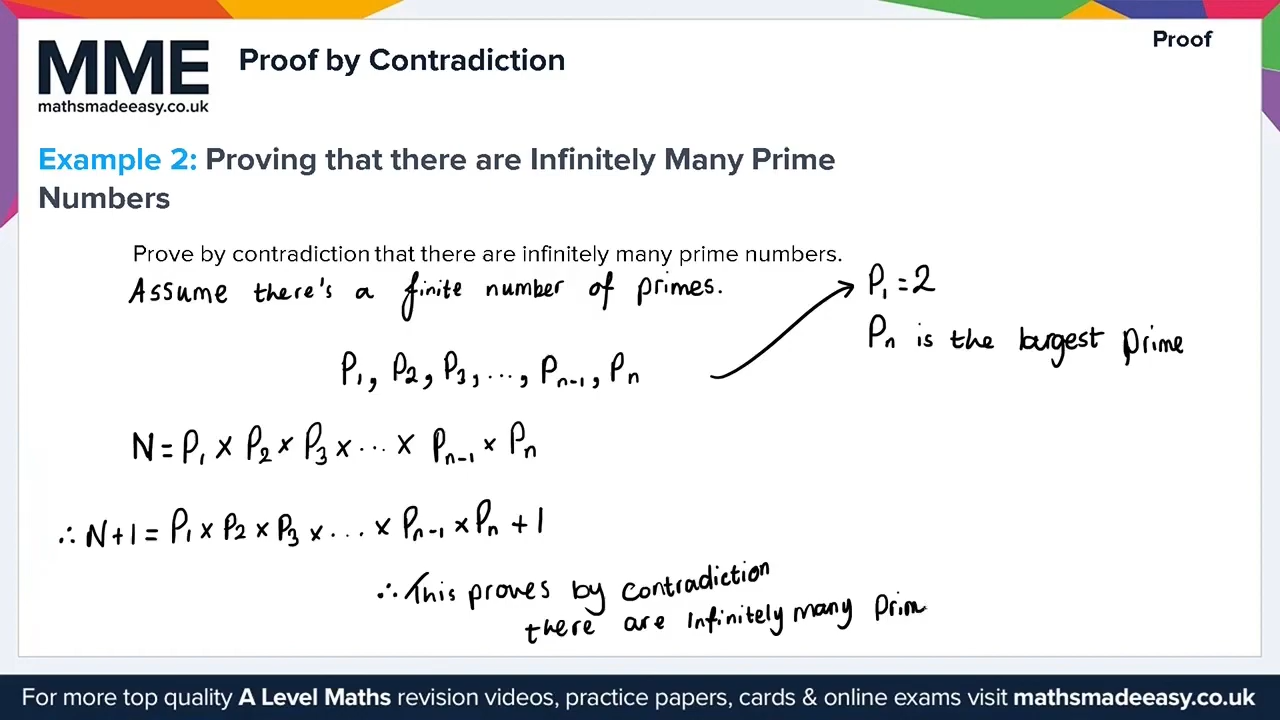 Proof
MME
mathsmadeeasy.co.uk
Proof by Contradiction
Example 2: Proving that there are Infinitely Many Prime
Numbers
Prove by contradiction that there are infinitely many prime numbers.
Assume there's a finite number of primes.
P₁ = 2
Pₙ is the largest prime
P₁, P₂, P₃, ..., Pₙ₋₁, Pₙ
N = P₁ × P₂ × P₃ × ... × Pₙ₋₁ × Pₙ
∴ N+1 = P₁ × P₂ × P₃ × ... × Pₙ₋₁ × Pₙ + 1
∴ This proves by contradiction
there are infinitely many Prim
For more top quality A Level Maths revision videos, practice papers, cards & online exams visit mathsmadeeasy.co.uk